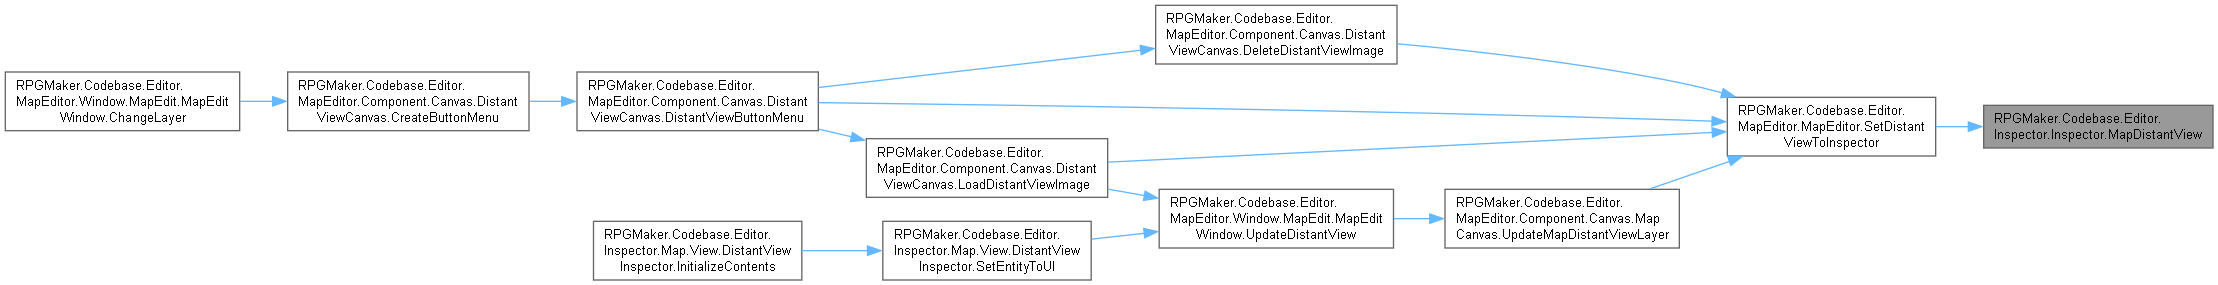 RPGMaker.Codebase.Editor.
MapEditor.Window.MapEdit.MapEdit
Window.ChangeLayer
RPGMaker.Codebase.Editor.
MapEditor.Component.Canvas.Distant
ViewCanvas.CreateButtonMenu
RPGMaker.Codebase.Editor.
MapEditor.Component.Canvas.Distant
ViewCanvas.DistantViewButtonMenu
RPGMaker.Codebase.Editor.
MapEditor.Component.Canvas.Distant
ViewCanvas.DeleteDistantViewImage
RPGMaker.Codebase.Editor.
MapEditor.Component.Canvas.Distant
ViewCanvas.LoadDistantViewImage
RPGMaker.Codebase.Editor.
MapEditor.MapEditor.SetDistant
ViewToInspector
RPGMaker.Codebase.Editor.
Inspector.Inspector.MapDistantView
RPGMaker.Codebase.Editor.
Inspector.Map.View.DistantView
Inspector.InitializeContents
RPGMaker.Codebase.Editor.
Inspector.Map.View.DistantView
Inspector.SetEntityToUI
RPGMaker.Codebase.Editor.
MapEditor.Window.MapEdit.MapEdit
Window.UpdateDistantView
RPGMaker.Codebase.Editor.
MapEditor.Component.Canvas.Map
Canvas.UpdateMapDistantViewLayer